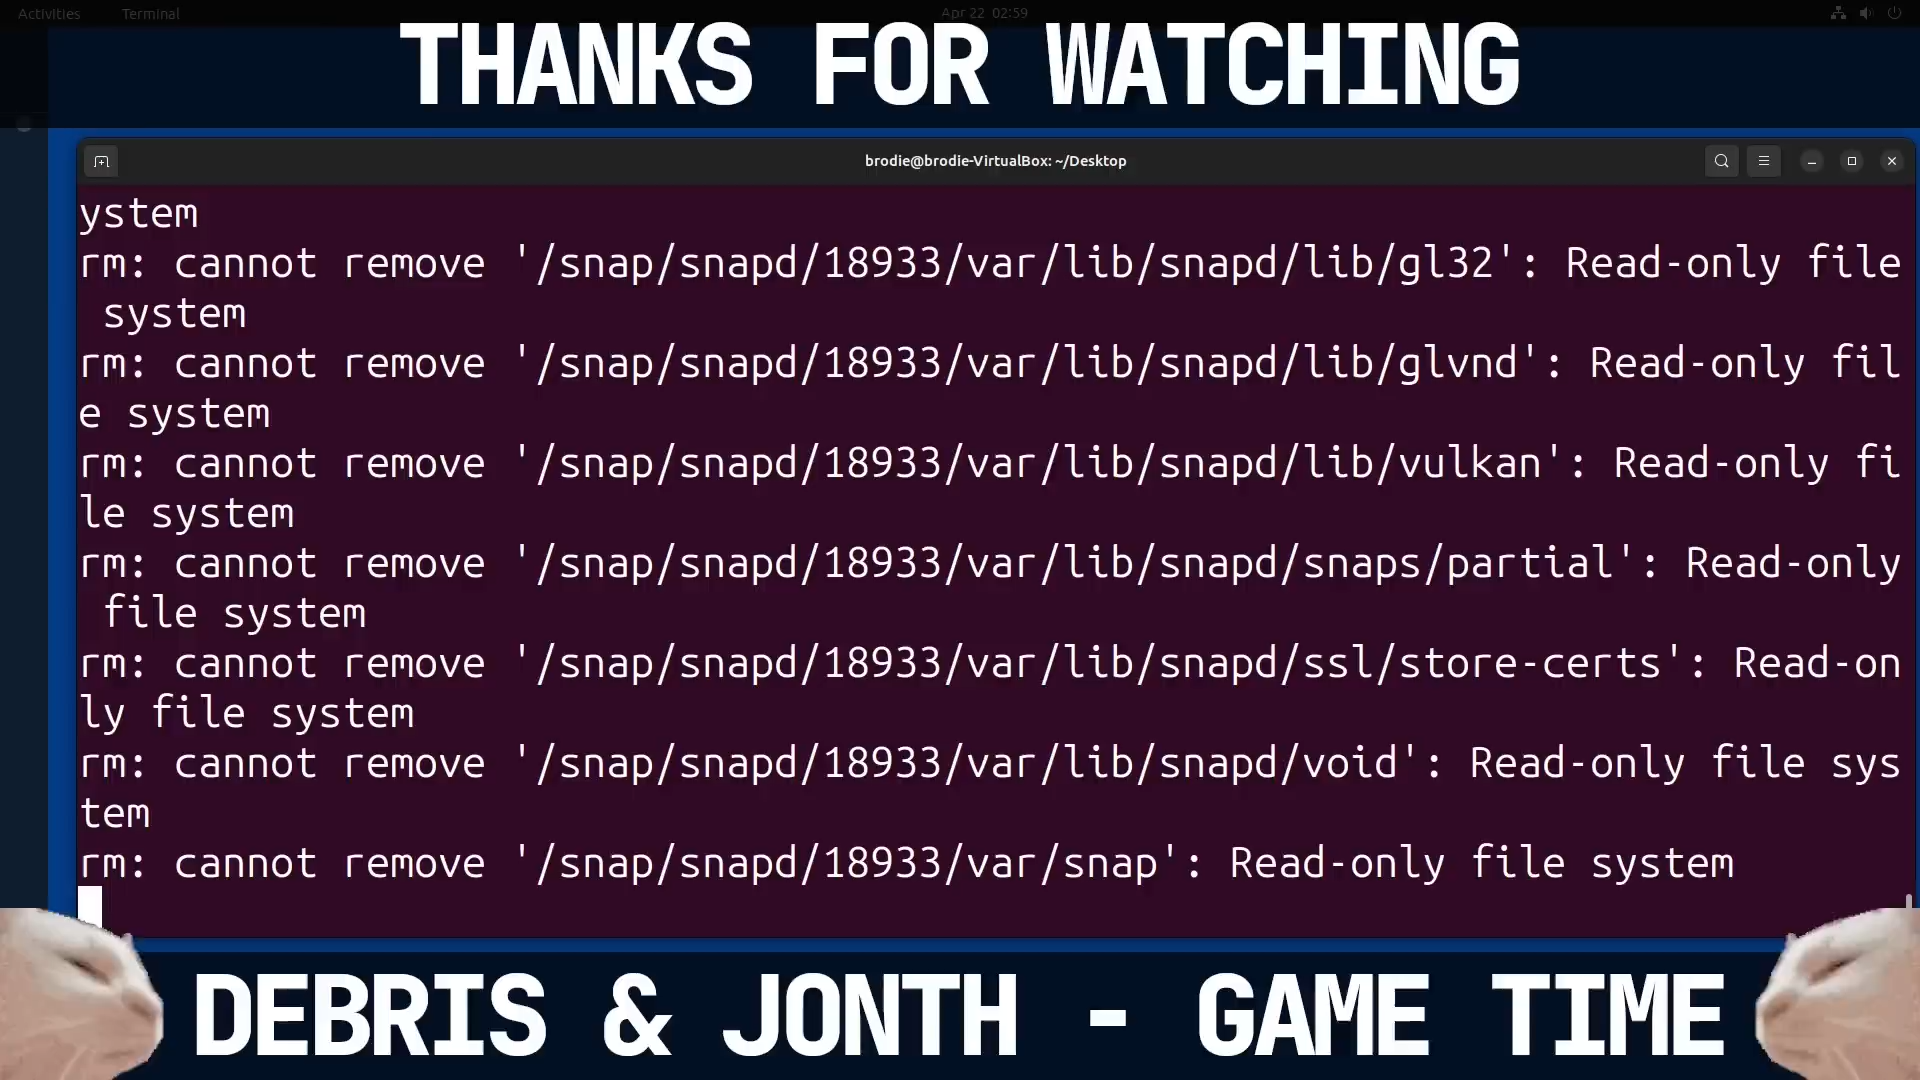 Activities Terminal Apr 22 02:59
THANKS FOR WATCHING
brodie@brodie-VirtualBox: ~/Desktop
ystem
rm: cannot remove '/snap/snapd/18933/var/lib/snapd/lib/gl32': Read-only file
 system
rm: cannot remove '/snap/snapd/18933/var/lib/snapd/lib/glvnd': Read-only fil
e system
rm: cannot remove '/snap/snapd/18933/var/lib/snapd/lib/vulkan': Read-only fi
le system
rm: cannot remove '/snap/snapd/18933/var/lib/snapd/snaps/partial': Read-only
 file system
rm: cannot remove '/snap/snapd/18933/var/lib/snapd/ssl/store-certs': Read-on
ly file system
rm: cannot remove '/snap/snapd/18933/var/lib/snapd/void': Read-only file sys
tem
rm: cannot remove '/snap/snapd/18933/var/snap': Read-only file system
DEBRIS & JONTH - GAME TIME